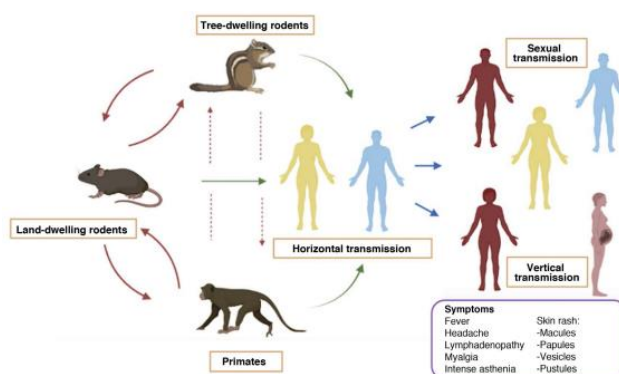 Tree-dwelling rodents
Sexual
transmission
Land-dwelling rodents
Horizontal transmission
Vertical
transmission
Primates
Symptoms
Fever
Headache
Lymphadenopathy
Myalgia
Intense asthenia
Skin rash:
-Macules
-Papules
-Vesicles
-Pustules